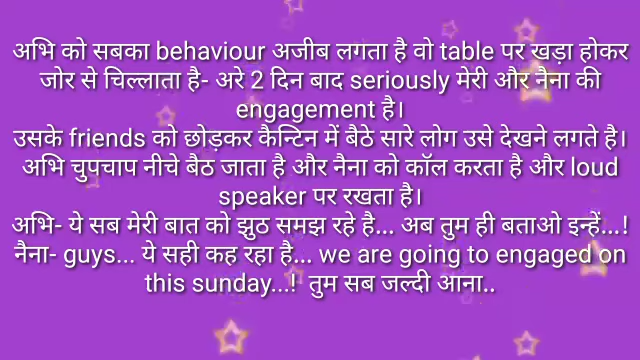 अभि को सबका behaviour अजीब लगता है वो table पर खड़ा होकर
जोर से चिल्लाता है- अरे 2 दिन बाद seriously मेरी और नैना की
engagement है।
उसके friends को छोड़कर कैन्टिन में बैठे सारे लोग उसे देखने लगते है।
अभि चुपचाप नीचे बैठ जाता है और नैना को कॉल करता है और loud
speaker पर रखता है।
अभि- ये सब मेरी बात को झुठ समझ रहे है... अब तुम ही बताओ इन्हें...!
नैना- guys... ये सही कह रहा है... we are going to engaged on
this sunday...! तुम सब जल्दी आना..